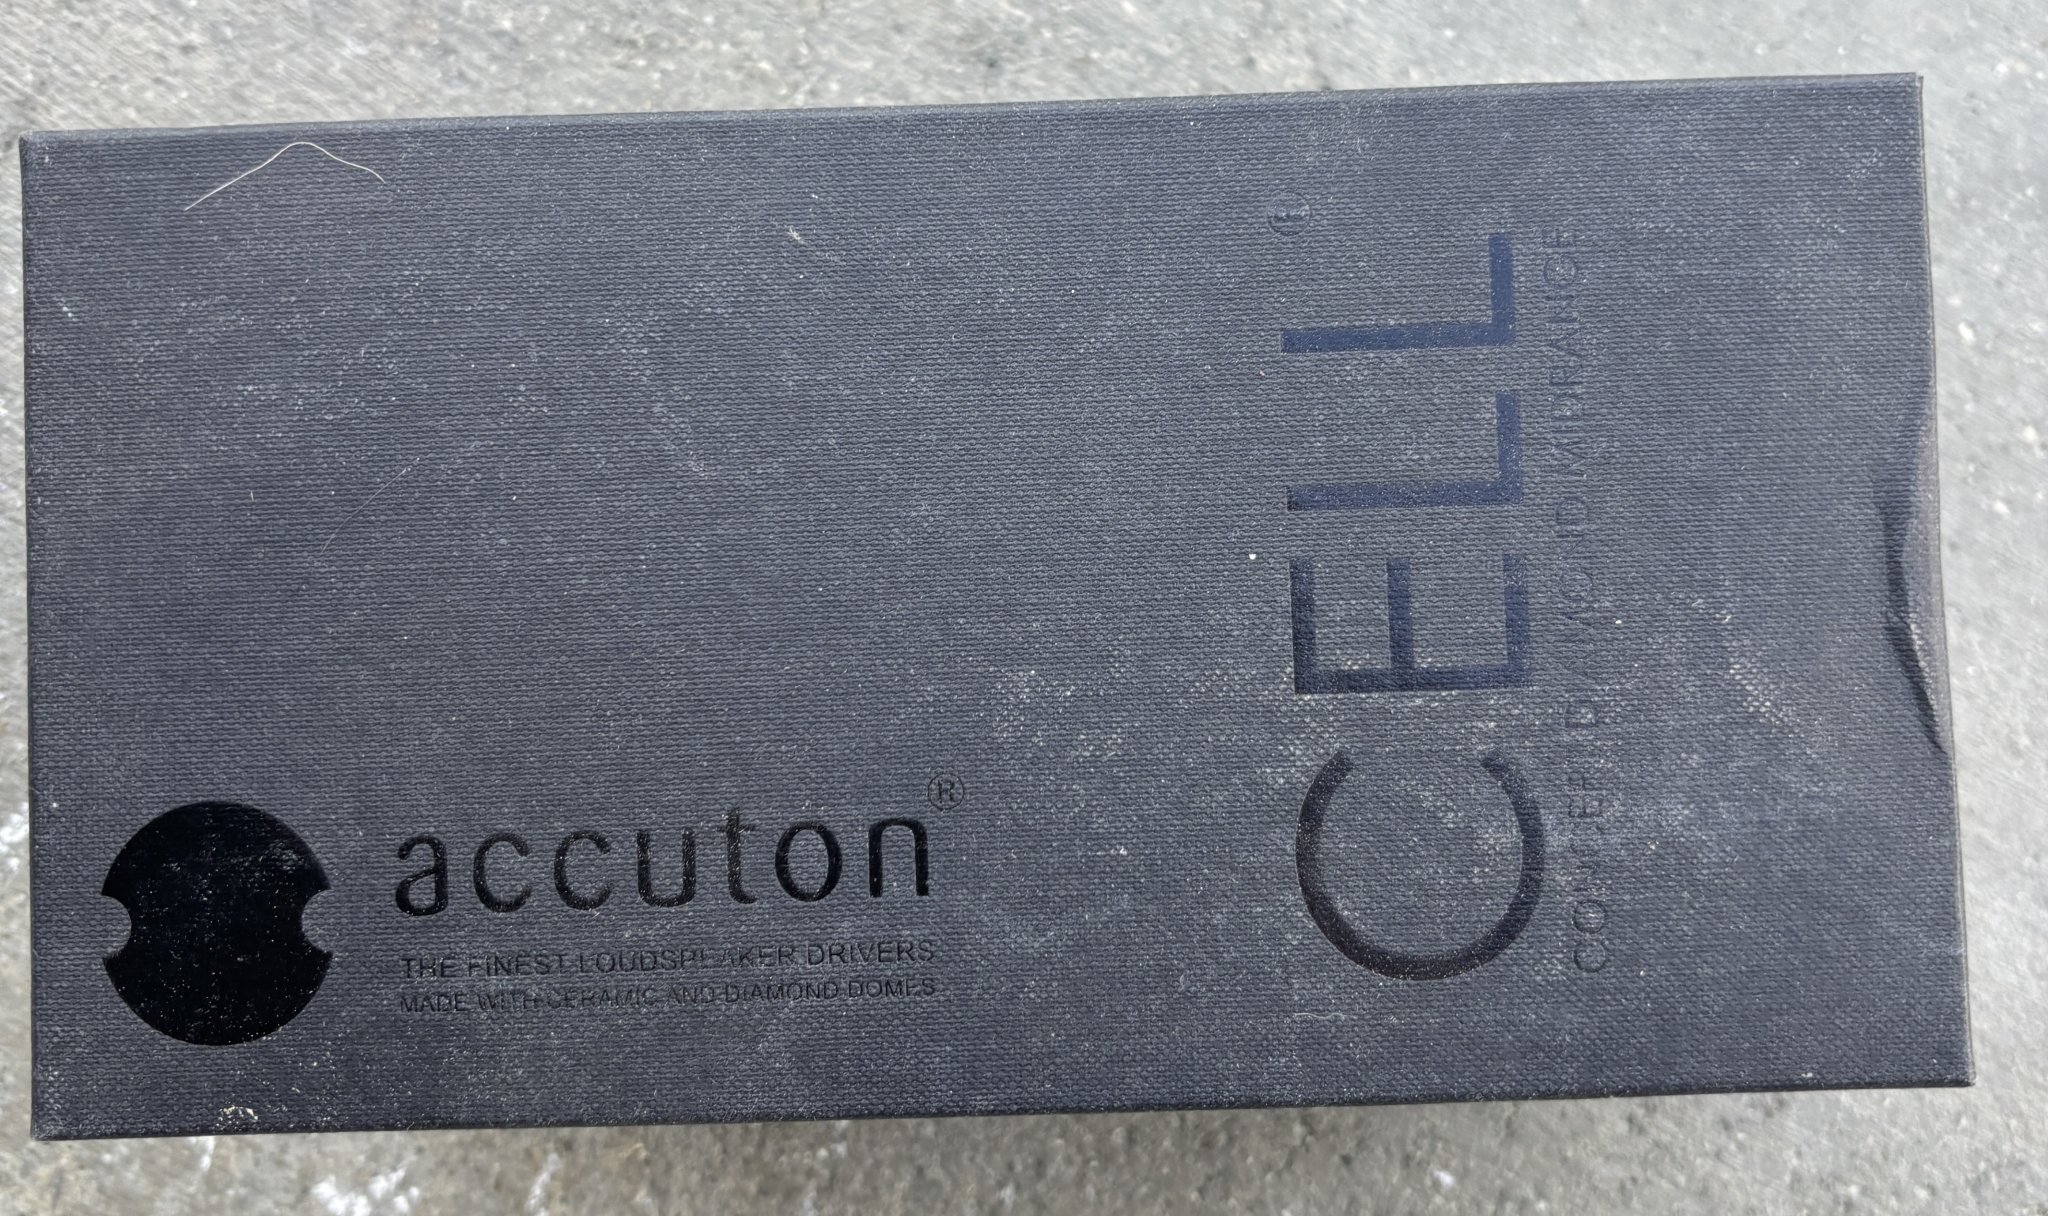 accuton®
THE FINEST LOUDSPEAKER DRIVERS
MADE WITH CERAMIC AND DIAMOND DOMES
CELL®
CONCEPT DIAMOND MIDRANGE